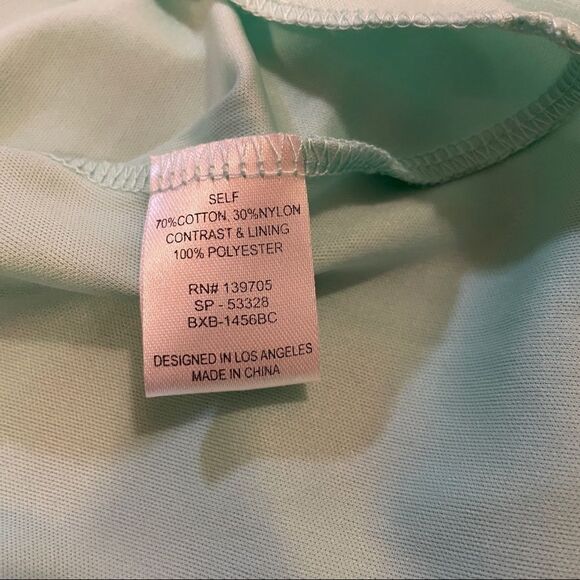 SELF
70%COTTON, 30%NYLON
CONTRAST & LINING
100% POLYESTER
RN# 139705
SP - 53328
BXB-1456BC
DESIGNED IN LOS ANGELES
MADE IN CHINA